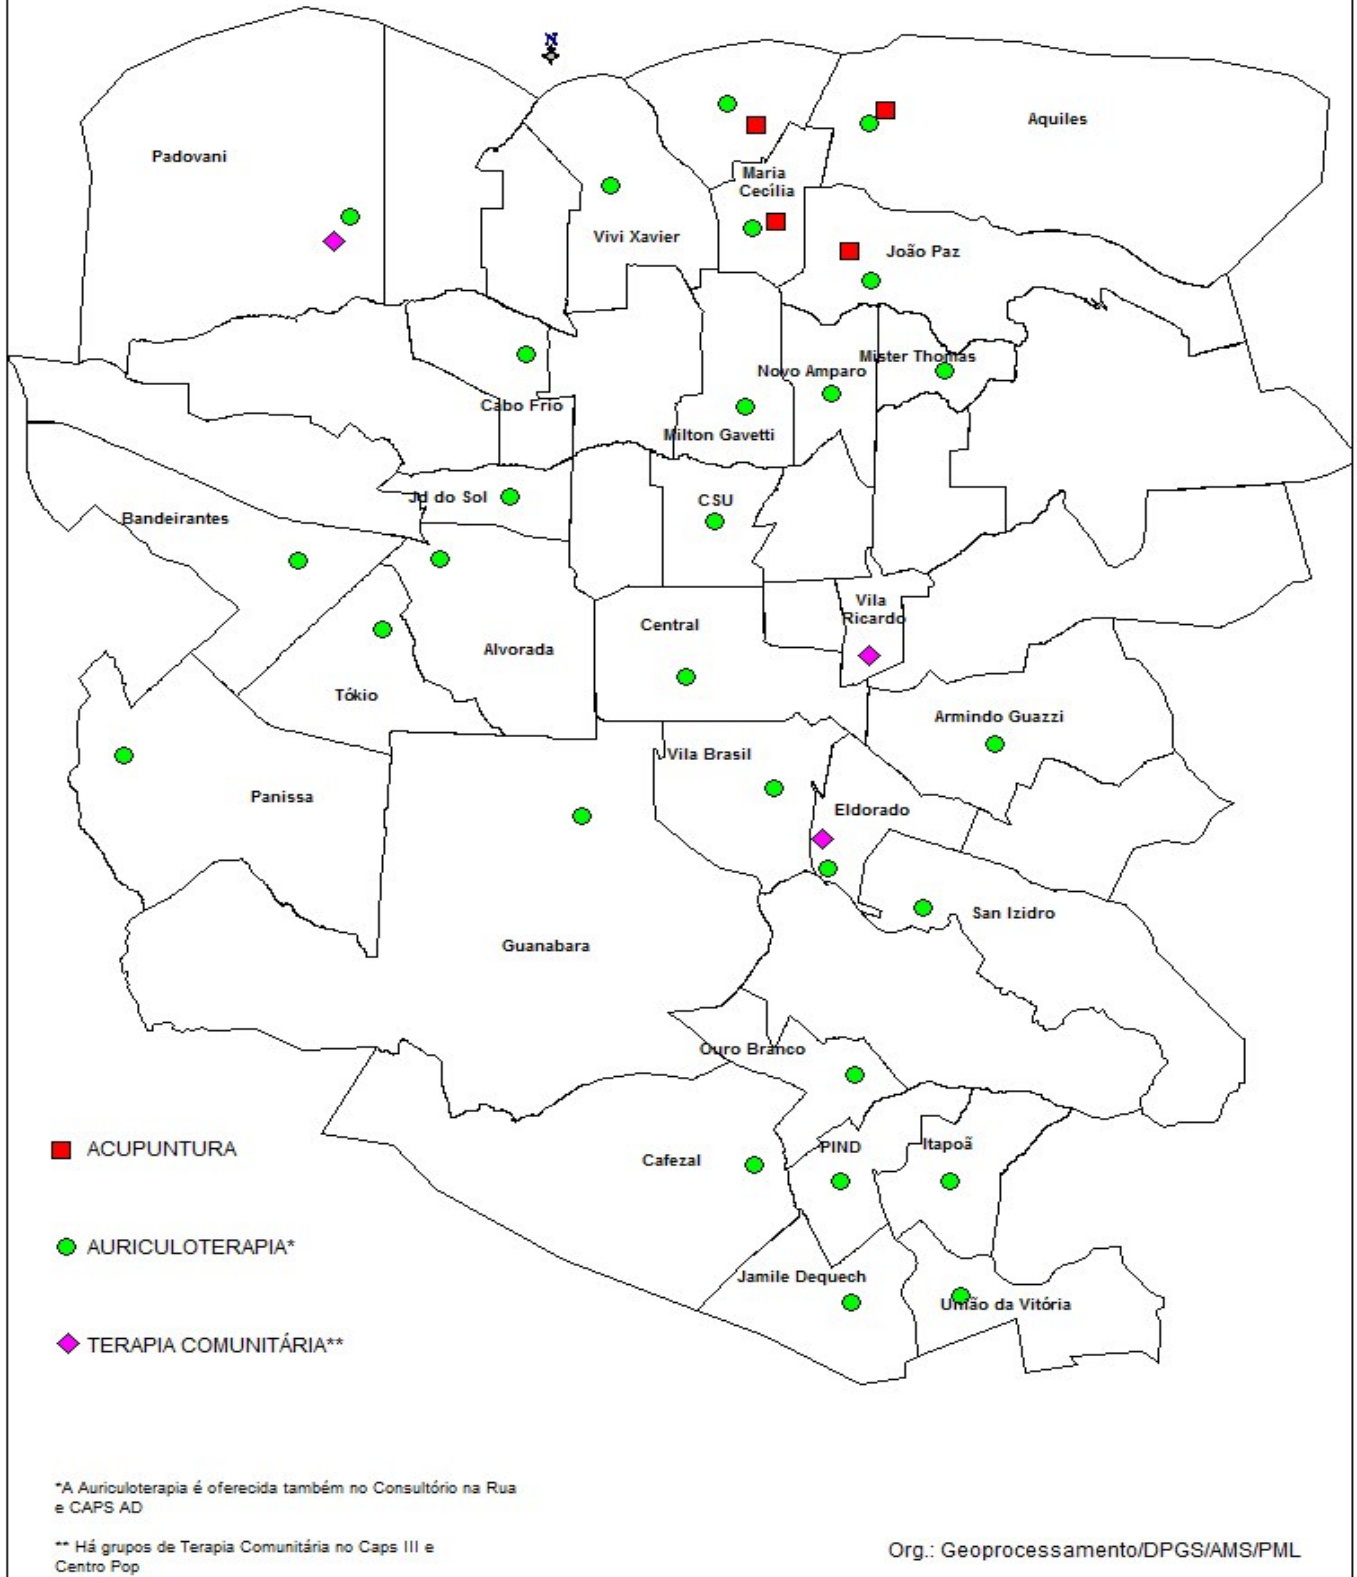 N
Aquiles
Padovani
Maria
Cecília
Vivi Xavier
João Paz
Mister Thomas
Novo Amparo
Cabo Frio
Milton Gavetti
Jd do Sol
CSU
Bandeirantes
Vila
Ricardo
Central
Alvorada
Tókio
Armindo Guazzi
Vila Brasil
Panissa
Eldorado
San Izidro
Guanabara
Ouro Branco
ACUPUNTURA
Cafezal
PIND
Itapoã
AURICULOTERAPIA*
Jamile Dequech
União da Vitória
TERAPIA COMUNITÁRIA**
*A Auriculoterapia é oferecida também no Consultório na Rua
e CAPS AD
** Há grupos de Terapia Comunitária no Caps III e
Centro Pop
Org.: Geoprocessamento/DPGS/AMS/PML